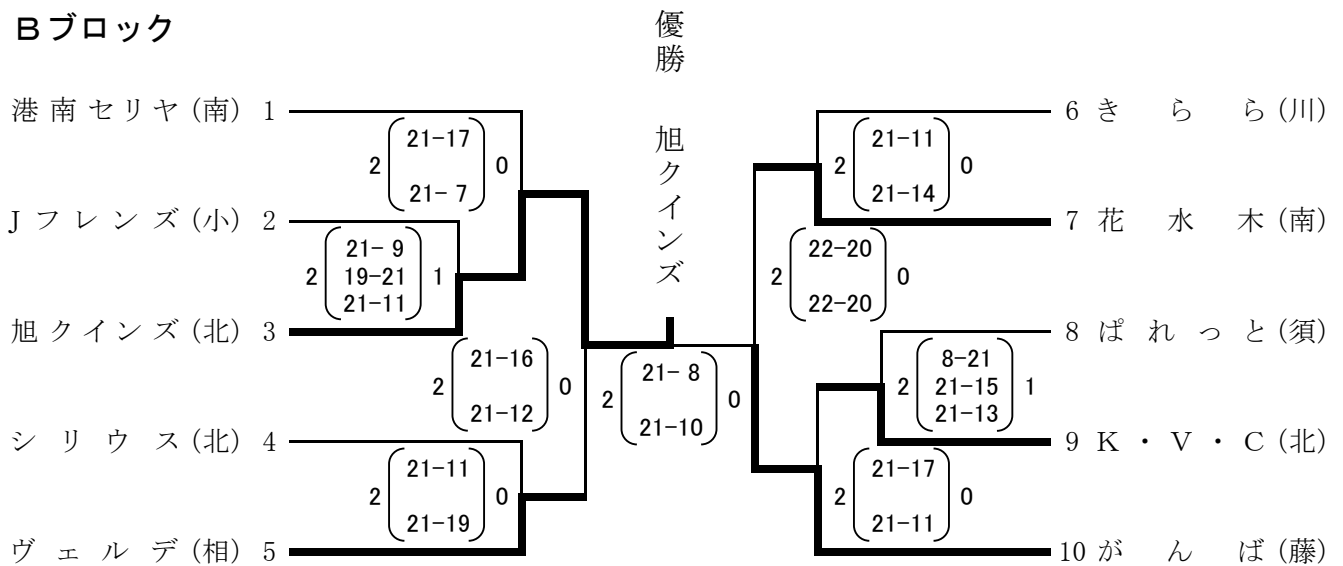 Bブロック
優勝 旭クインズ
港南セリヤ(南) 1
Jフレンズ(小) 2
旭クインズ(北) 3
シリウス(北) 4
ヴェルデ(相) 5
2 21-17 0
21- 7
21- 9
2 19-21 1
21-11
21-16
2 0
21-12
21-11
2 0
21-19
21- 8
2 0
21-10
6 きらら(川)
7 花水木(南)
8 ぱれっと(須)
9 K・V・C(北)
10 がんば(藤)
21-11
2 0
21-14
22-20
2 0
22-20
8-21
2 21-15 1
21-13
21-17
2 0
21-11